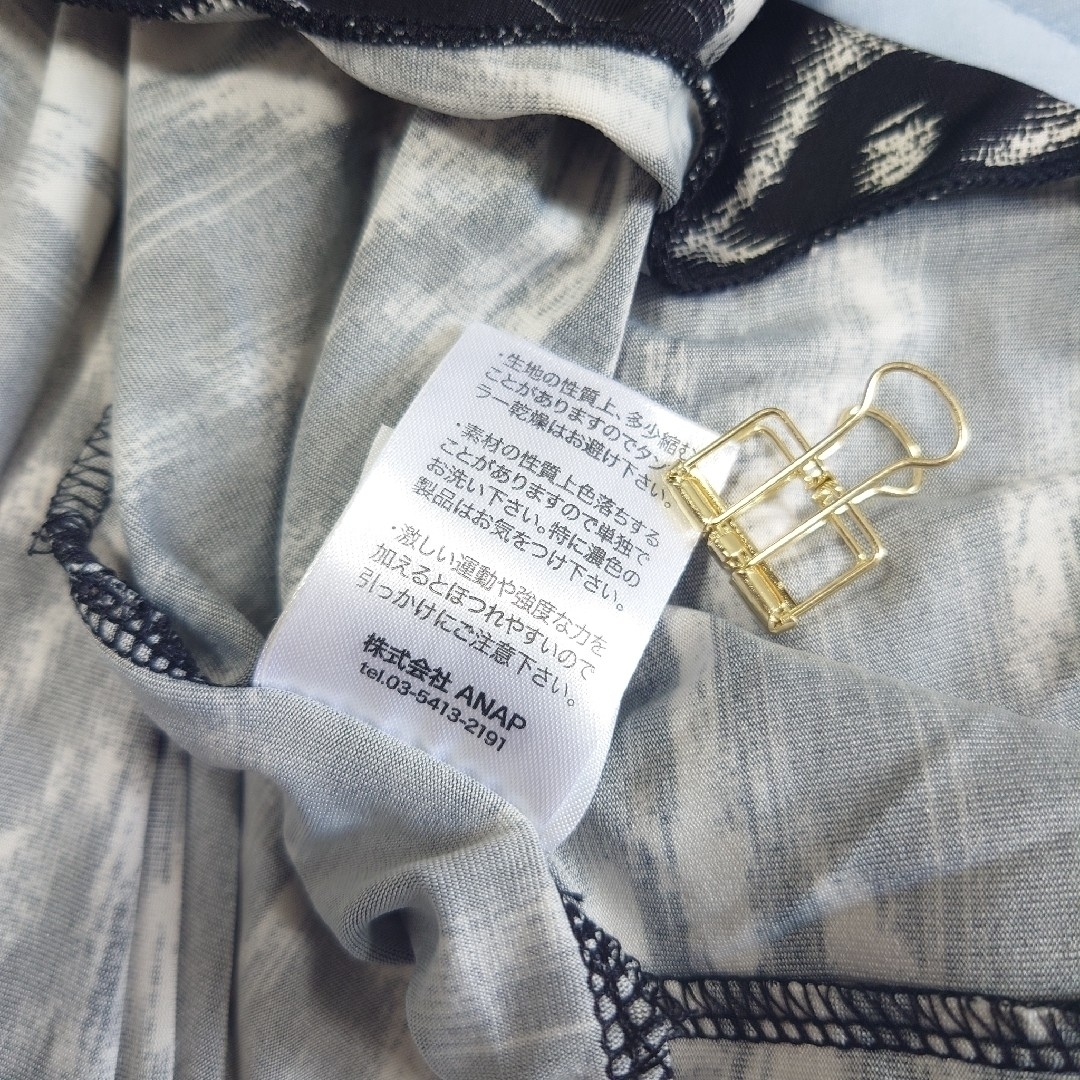 ・生地の性質上、多少縮む
ことがありますのでタン
ラー乾燥はお避け下さい。
・素材の性質上色落ちする
ことがありますので単独で
お洗い下さい。特に濃色の
製品はお気をつけ下さい。
・激しい運動や強度な力を
加えるとほつれやすいので
引っかけにご注意下さい。
株式会社 ANAP
tel.03-5413-2191